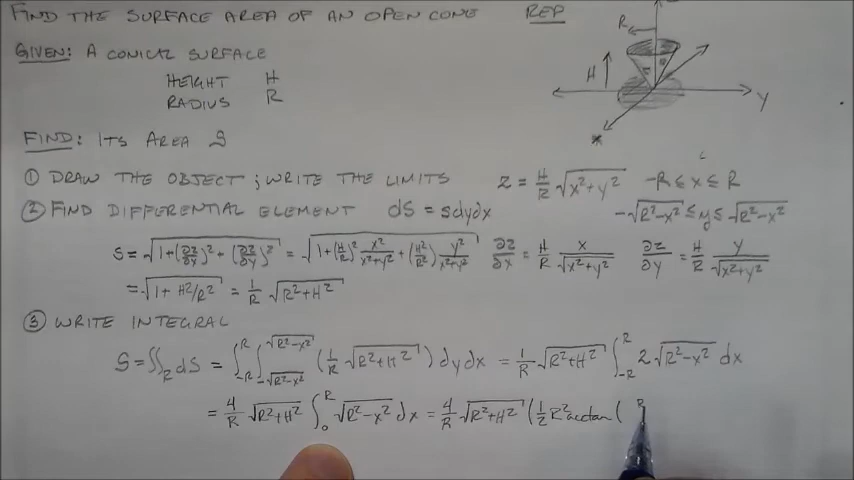 FIND THE SURFACE AREA OF AN OPEN CONE REP
GIVEN: A CONICAL SURFACE
HEIGHT H
RADIUS R
R
H
Y
X
FIND: ITS AREA S
① DRAW THE OBJECT; WRITE THE LIMITS z = H/R √(x²+y²) -R ≤ x ≤ R
② FIND DIFFERENTIAL ELEMENT dS = s dy dx -√(R²-x²) ≤ y ≤ √(R²-x²)
s = √(1+(∂z/∂y)²+(∂z/∂y)²) = √(1+(H/R)² x²/(x²+y²) + (H²/R²) y²/(x²+y²)) ∂z/∂x = H/R x/√(x²+y²) ∂z/∂y = H/R y/√(x²+y²)
= √(1+H²/R²) = 1/R √(R²+H²)
③ WRITE INTEGRAL
S = ∬_R dS = ∫_{-R}^{R} ∫_{-√(R²-x²)}^{√(R²-x²)} (1/R √(R²+H²)) dy dx = 1/R √(R²+H²) ∫_{-R}^{R} 2 √(R²-x²) dx
= 4/R √(R²+H²) ∫_0^R √(R²-x²) dx = 4/R √(R²+H²) (1/2 R² arctan( R